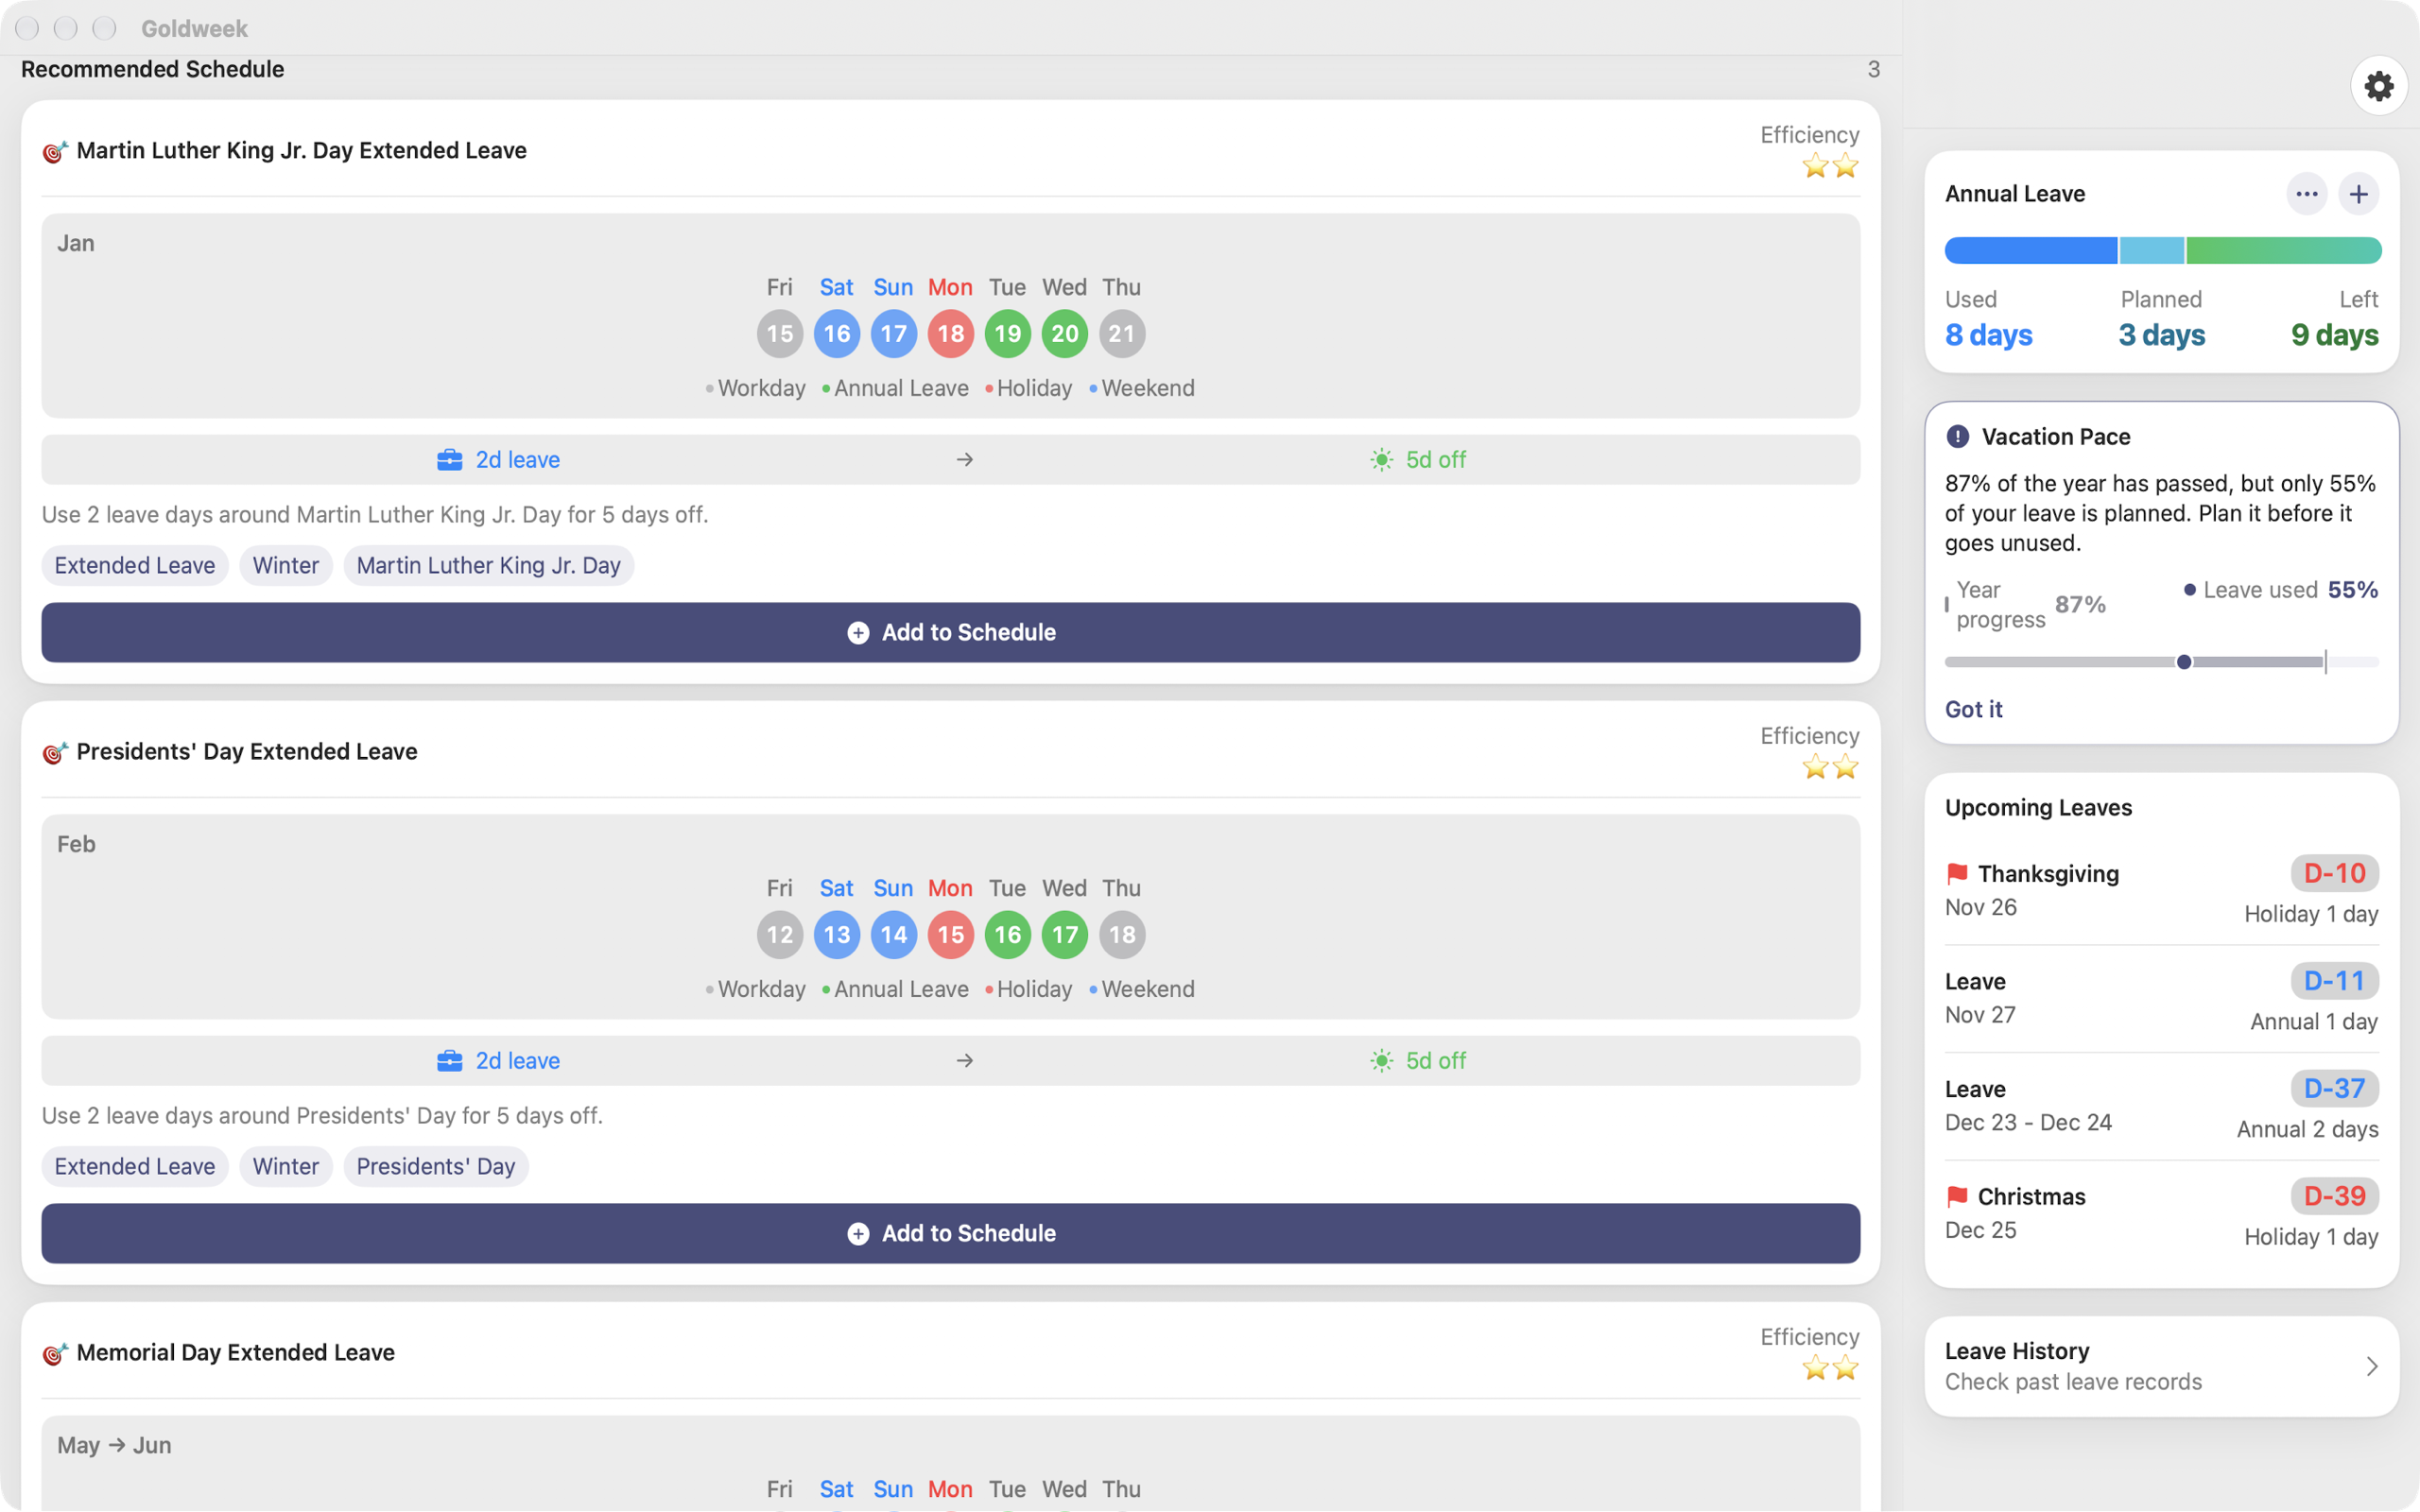 Goldweek
Recommended Schedule
3
Martin Luther King Jr. Day Extended Leave
Efficiency
Jan
Fri Sat Sun Mon Tue Wed Thu
15 16 17 18 19 20 21
Workday Annual Leave Holiday Weekend
2d leave → 5d off
Use 2 leave days around Martin Luther King Jr. Day for 5 days off.
Extended Leave Winter Martin Luther King Jr. Day
Add to Schedule
Presidents' Day Extended Leave
Efficiency
Feb
Fri Sat Sun Mon Tue Wed Thu
12 13 14 15 16 17 18
Workday Annual Leave Holiday Weekend
2d leave → 5d off
Use 2 leave days around Presidents' Day for 5 days off.
Extended Leave Winter Presidents' Day
Add to Schedule
Memorial Day Extended Leave
Efficiency
May → Jun
Fri Sat Sun Mon Tue Wed Thu
Annual Leave
Used Planned Left
8 days 3 days 9 days
Vacation Pace
87% of the year has passed, but only 55%
of your leave is planned. Plan it before it
goes unused.
Year
progress 87%
Leave used 55%
Got it
Upcoming Leaves
Thanksgiving D-10
Nov 26 Holiday 1 day
Leave D-11
Nov 27 Annual 1 day
Leave D-37
Dec 23 - Dec 24 Annual 2 days
Christmas D-39
Dec 25 Holiday 1 day
Leave History
Check past leave records